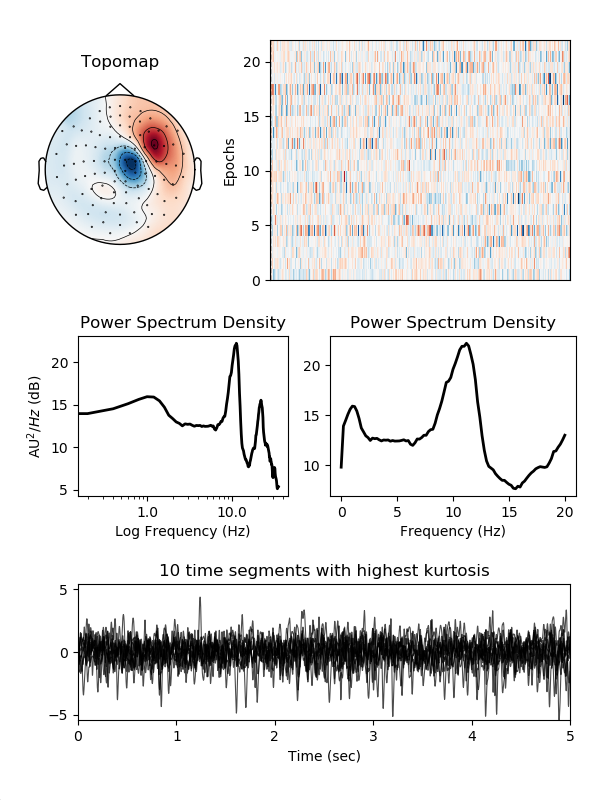 Topomap
20
15
10
5
0
Epochs
Power Spectrum Density
20
15
10
5
AU²/Hz (dB)
1.0 10.0
Log Frequency (Hz)
Power Spectrum Density
20
15
10
0 5 10 15 20
Frequency (Hz)
10 time segments with highest kurtosis
5
0
−5
0 1 2 3 4 5
Time (sec)